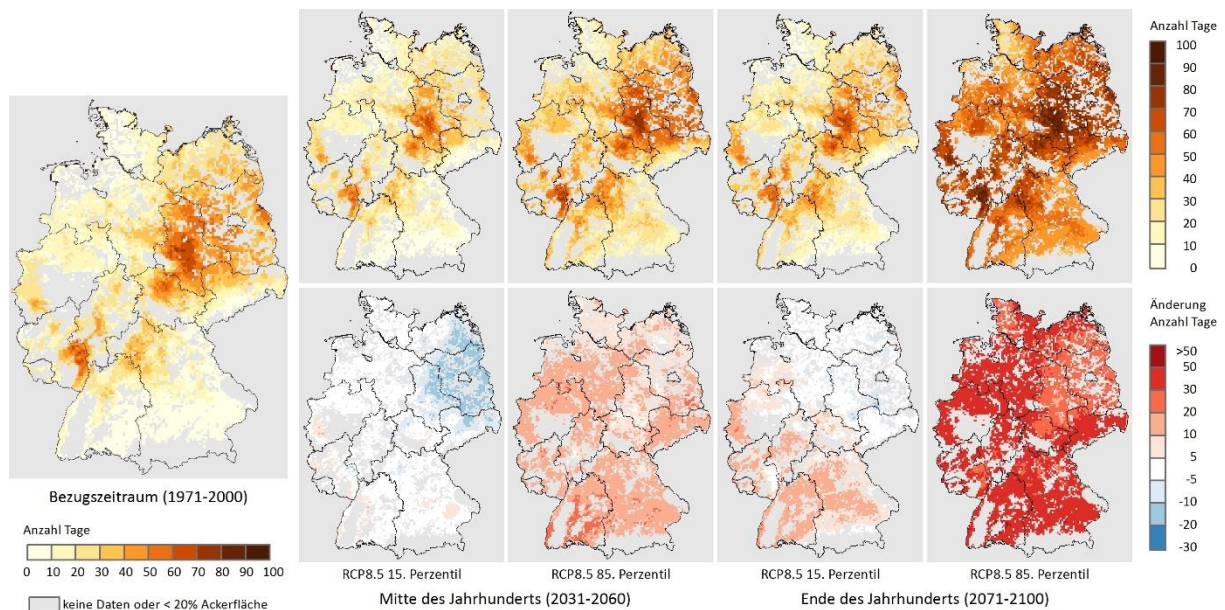 Bezugszeitraum (1971-2000)
Anzahl Tage
0 10 20 30 40 50 60 70 80 90 100
keine Daten oder < 20% Ackerfläche
Anzahl Tage
100
90
80
70
60
50
40
30
20
10
0
Änderung
Anzahl Tage
>50
50
30
20
10
5
-5
-10
-20
-30
RCP8.5 15. Perzentil
RCP8.5 85. Perzentil
RCP8.5 15. Perzentil
RCP8.5 85. Perzentil
Mitte des Jahrhunderts (2031-2060)
Ende des Jahrhunderts (2071-2100)